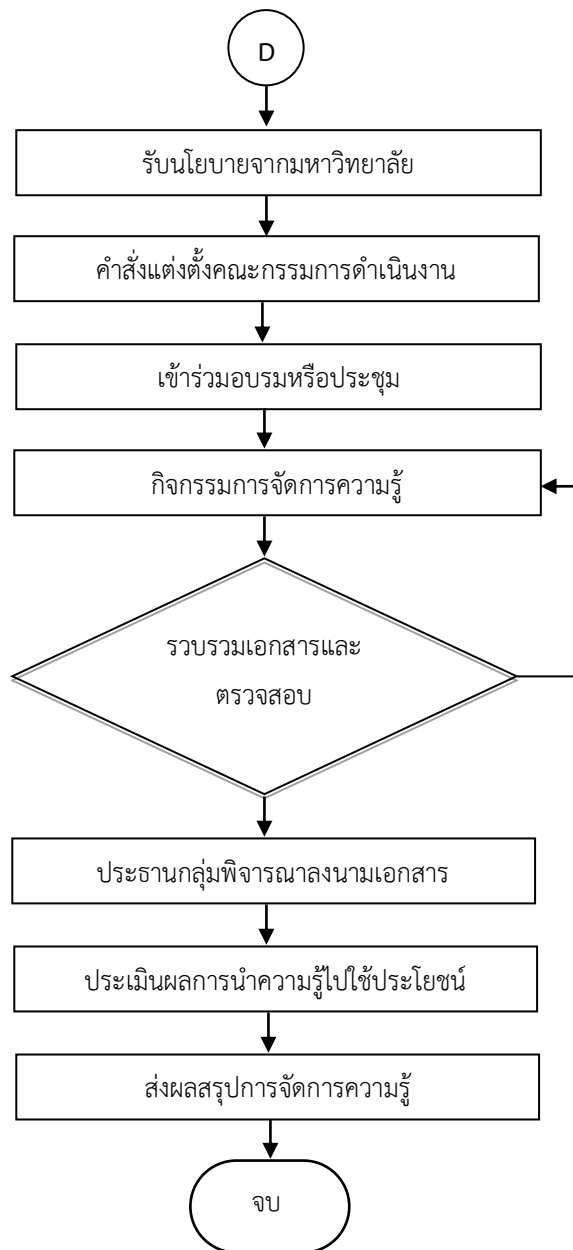 D
รับนโยบายจากมหาวิทยาลัย
คำสั่งแต่งตั้งคณะกรรมการดำเนินงาน
เข้าร่วมอบรมหรือประชุม
กิจกรรมการจัดการความรู้
รวบรวมเอกสารและ
ตรวจสอบ
ประธานกลุ่มพิจารณาลงนามเอกสาร
ประเมินผลการนำความรู้ไปใช้ประโยชน์
ส่งผลสรุปการจัดการความรู้
จบ